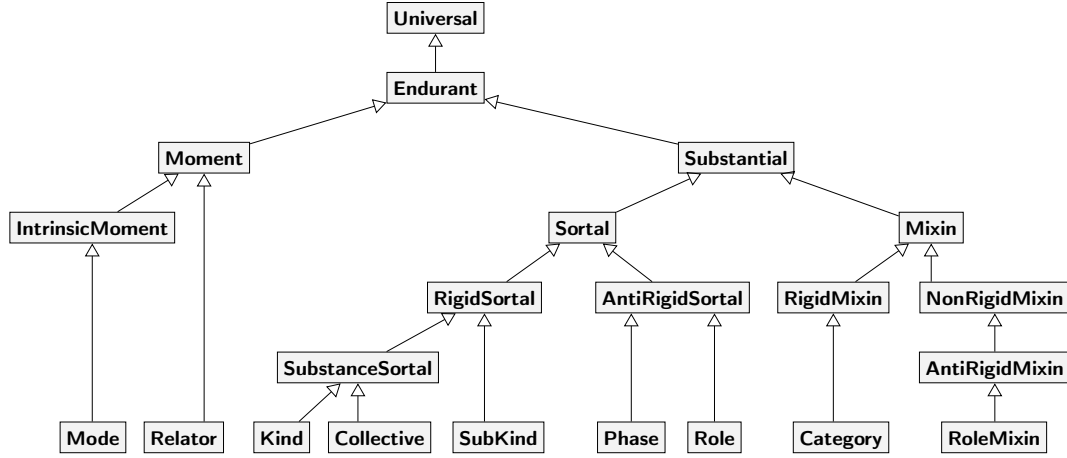 Universal
Endurant
Moment
Substantial
IntrinsicMoment
Sortal
Mixin
RigidSortal
AntiRigidSortal
RigidMixin
NonRigidMixin
SubstanceSortal
AntiRigidMixin
Mode
Relator
Kind
Collective
SubKind
Phase
Role
Category
RoleMixin